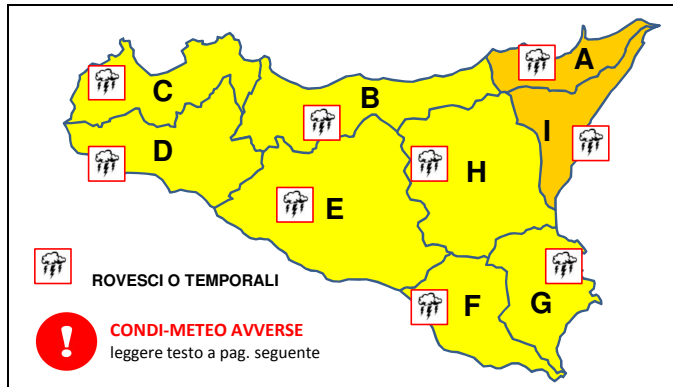 A
C
B
I
D
H
E
F
G
ROVESCI O TEMPORALI
! CONDI-METEO AVVERSE
leggere testo a pag. seguente